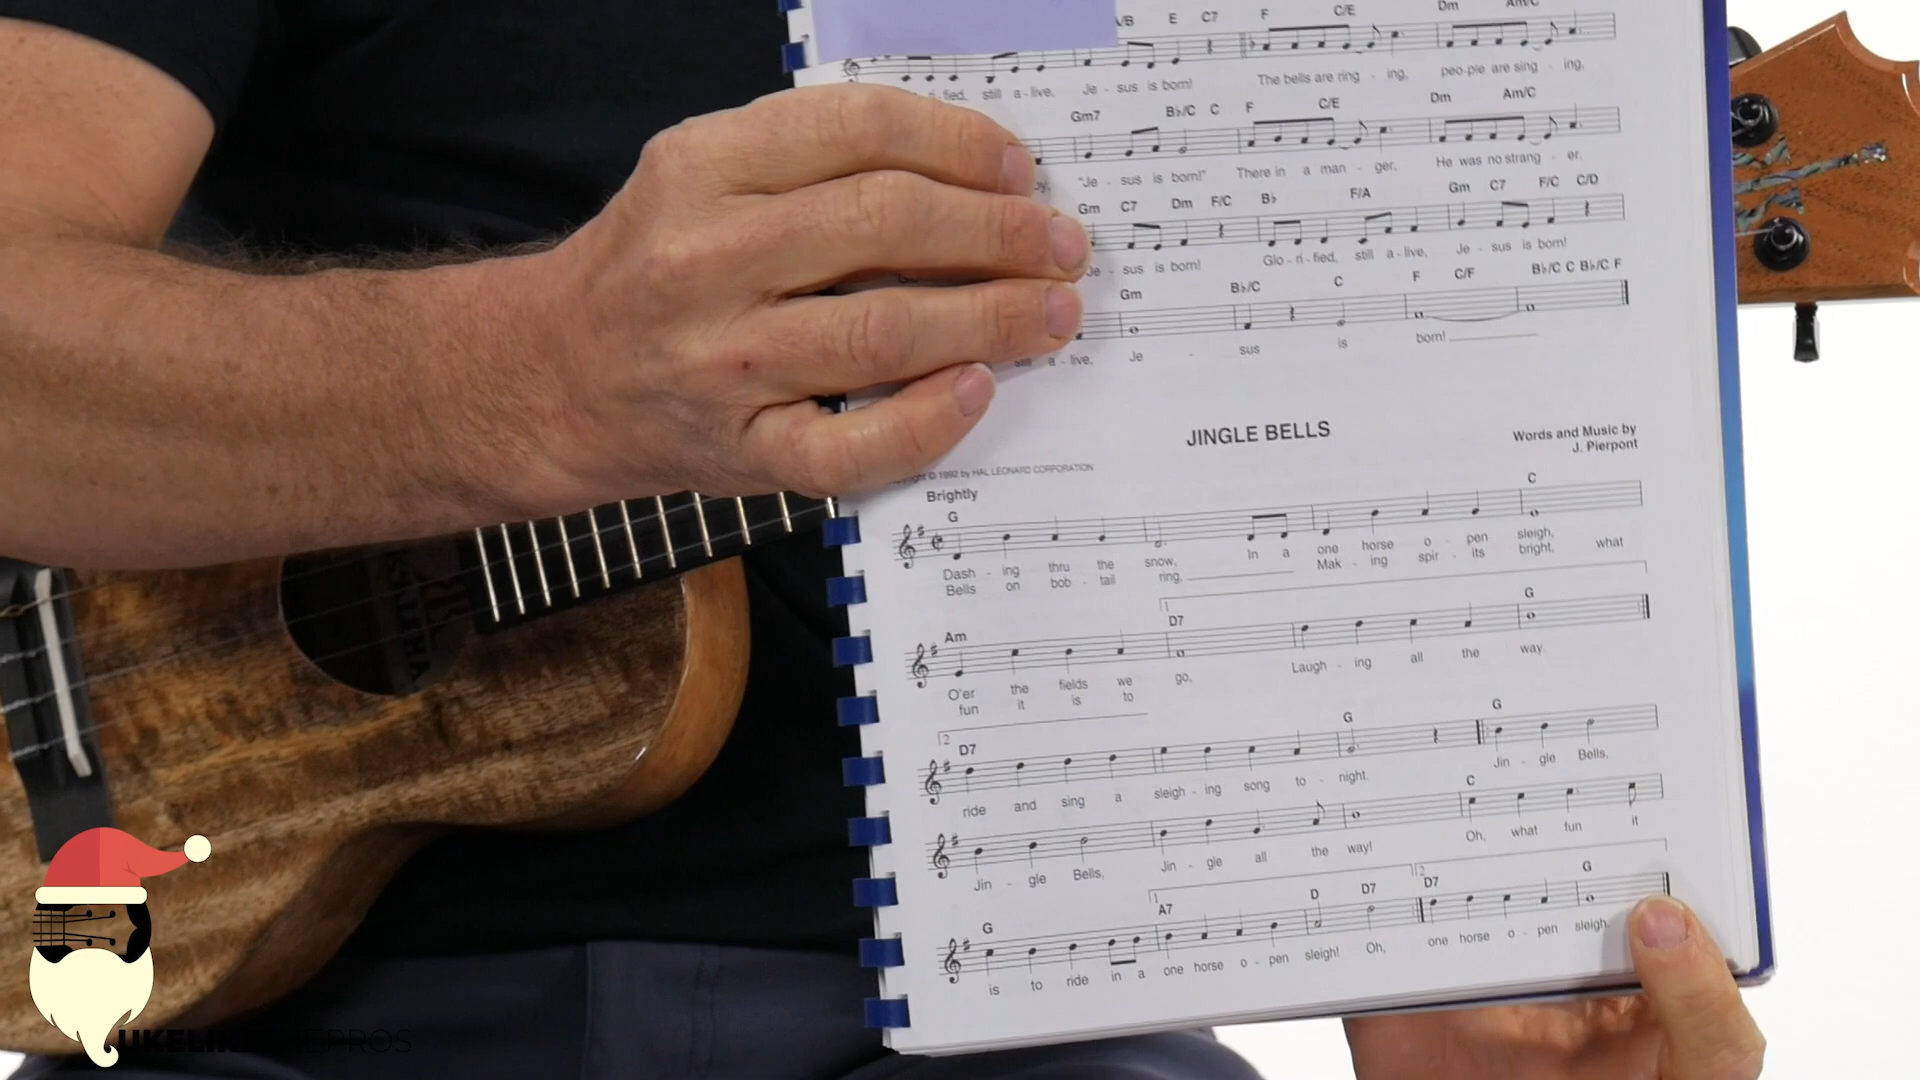 E C7 F C/E Dm Am/C
ri - fied, still a - live, Je - sus is born! The bells are ring - ing, peo-ple are sing - ing,
Gm7 B♭/C C F C/E Dm Am/C
"Je - sus is born!" There in a man - ger, He was no strang - er.
Gm C7 Dm F/C B♭ F/A Gm C7 F/C C/D
Je - sus is born! Glo - ri - fied, still a - live, Je - sus is born!
Gm B♭/C C F C/F B♭/C C B♭/C F
still a - live, Je - sus is born!
JINGLE BELLS
Words and Music by
J. Pierpont
© 1992 by HAL LEONARD CORPORATION
Brightly
G C
Dash - ing thru the snow, In a one horse o - pen sleigh,
Bells on bob - tail ring, Mak - ing spir - its bright, what
1
Am D7 G
O'er the fields we go, Laugh - ing all the way
fun it is to
2
D7 G G
ride and sing a sleigh - ing song to - night. Jin - gle Bells,
C
Jin - gle Bells, Jin - gle all the way! Oh, what fun it
1 2
G A7 D D7 D7 G
is to ride in a one horse o - pen sleigh! Oh, one horse o - pen sleigh.
UKELIKETHEPROS